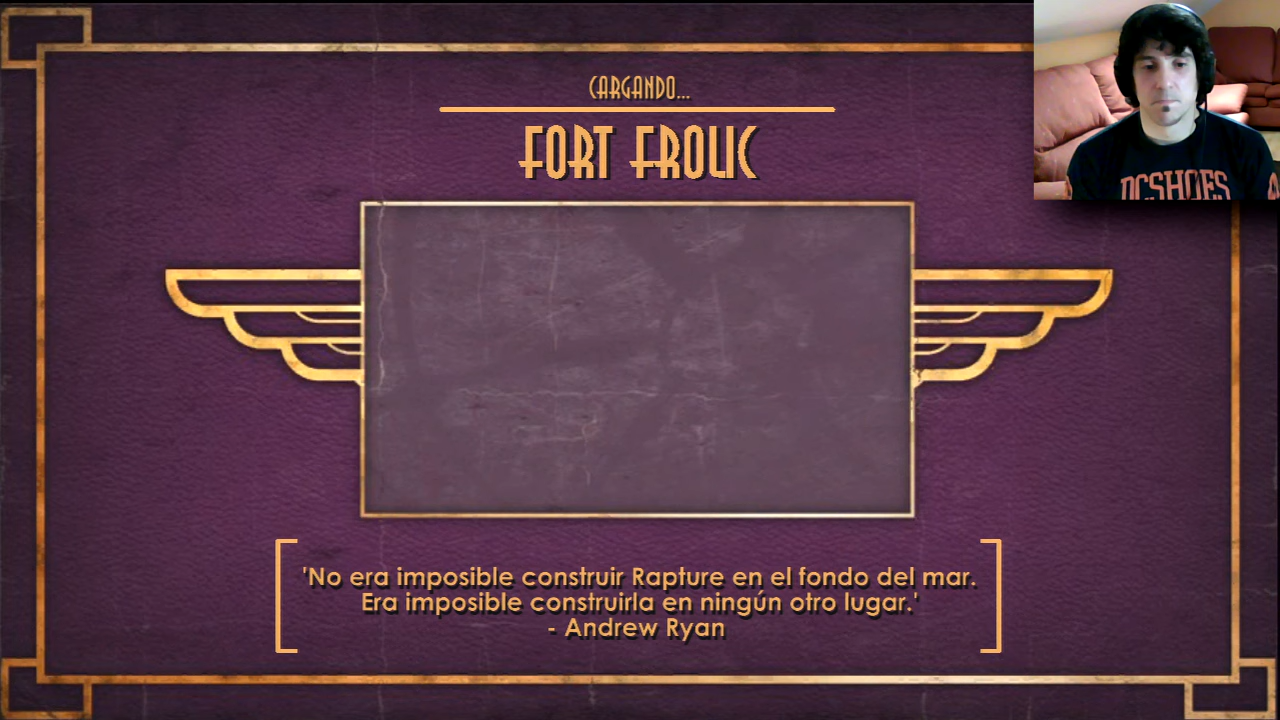 CARGANDO...
FORT FROLIC
'No era imposible construir Rapture en el fondo del mar.
Era imposible construirla en ningún otro lugar.'
- Andrew Ryan
DCSHOES